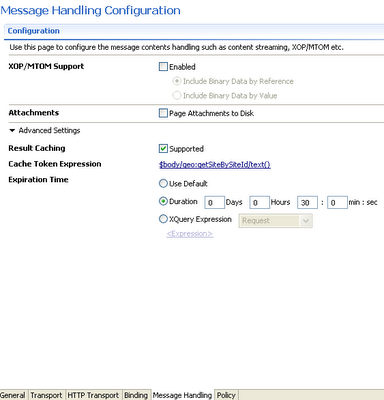 Message Handling Configuration
Configuration
Use this page to configure the message contents handling such as content streaming, XOP/MTOM etc.
XOP/MTOM Support Enabled
Include Binary Data by Reference
Include Binary Data by Value
Attachments Page Attachments to Disk
Advanced Settings
Result Caching Supported
Cache Token Expression $body/geo:getSiteBySiteId/text()
Expiration Time Use Default
Duration 0 Days 0 Hours 30 : 0 min : sec
XQuery Expression Request
<Expression>
General Transport HTTP Transport Binding Message Handling Policy